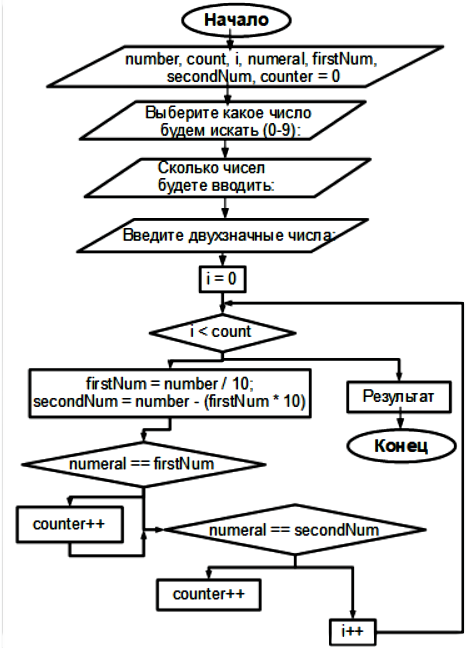 Начало
number, count, i, numeral, firstNum,
secondNum, counter = 0
Выберите какое число
будем искать (0-9):
Сколько чисел
будете вводить:
Введите двухзначные числа:
i = 0
i < count
firstNum = number / 10;
secondNum = number - (firstNum * 10)
Результат
Конец
numeral == firstNum
counter++
numeral == secondNum
counter++
i++